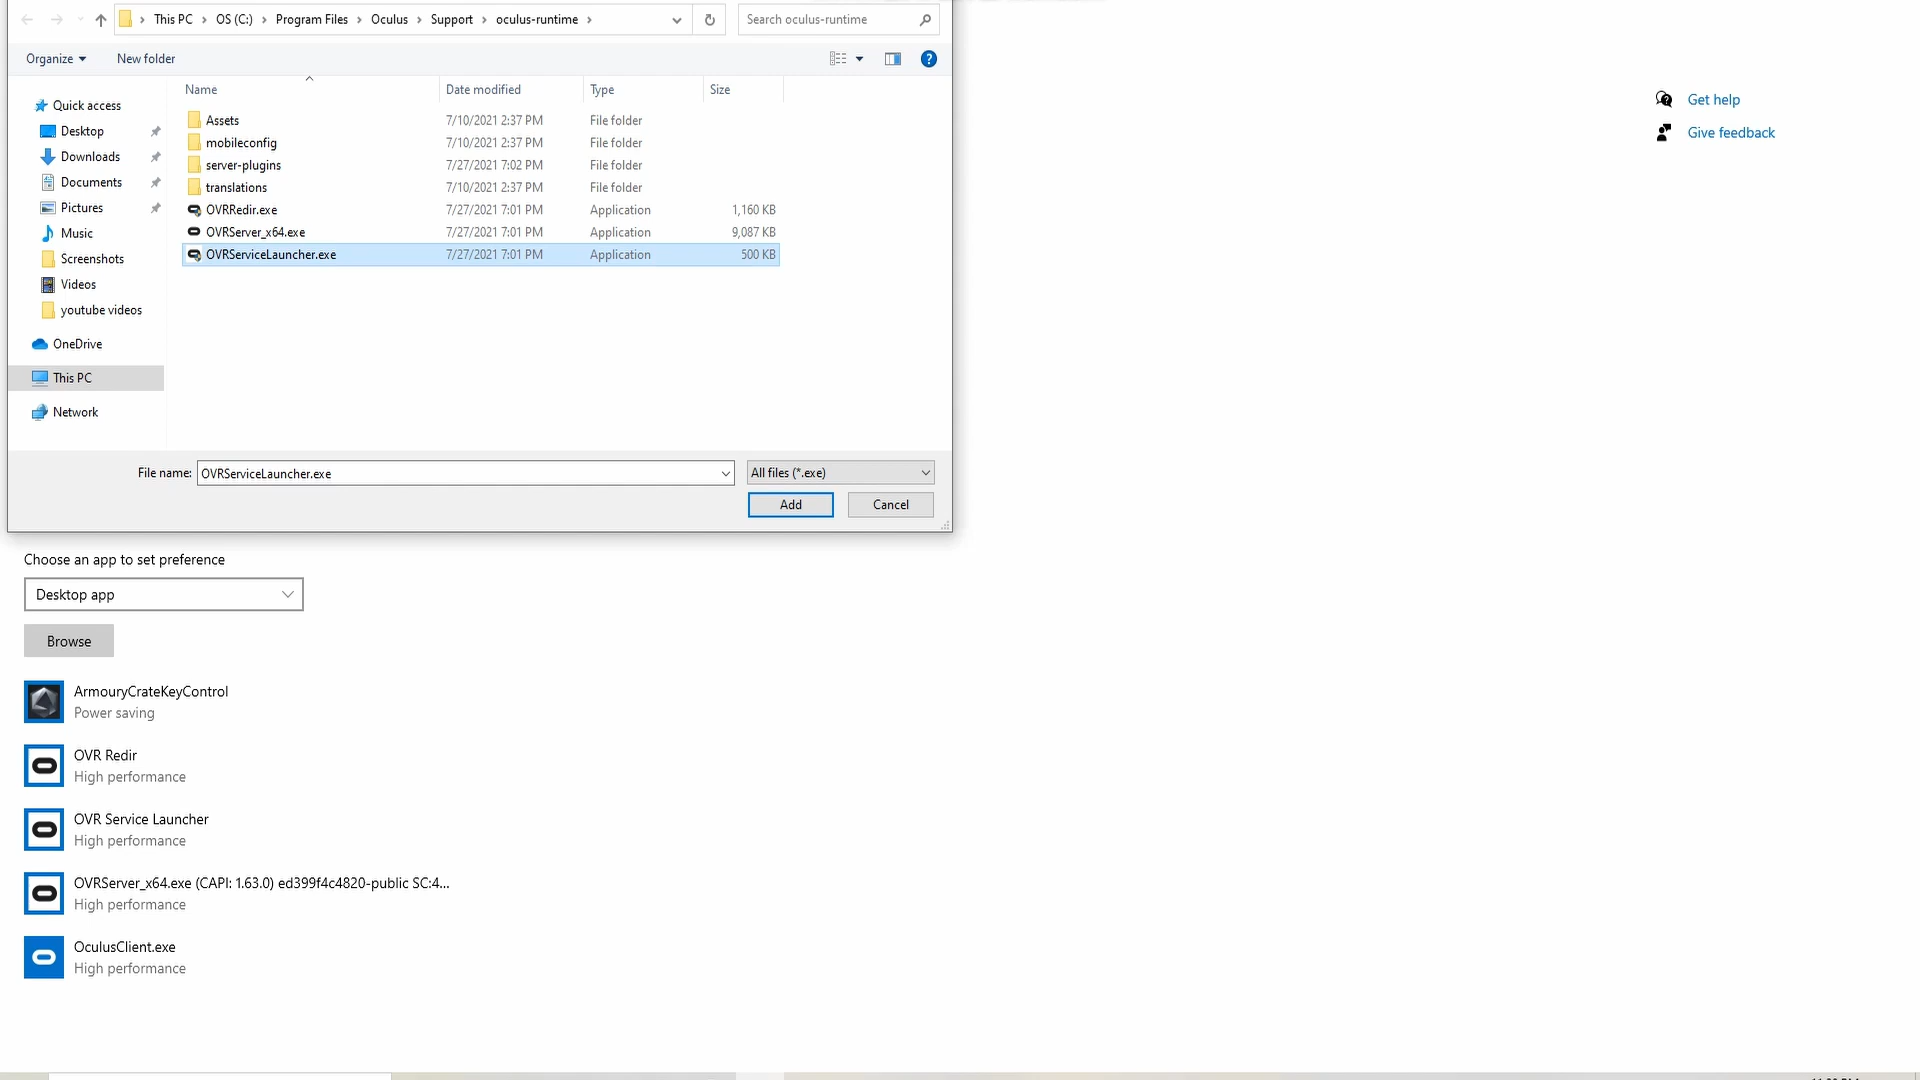 This PC > OS (C:) > Program Files > Oculus > Support > oculus-runtime >
Search oculus-runtime
Organize
New folder
?
Name
Date modified
Type
Size
Quick access
Desktop
Downloads
Documents
Pictures
Music
Screenshots
Videos
youtube videos
OneDrive
This PC
Network
Assets 7/10/2021 2:37 PM File folder
mobileconfig 7/10/2021 2:37 PM File folder
server-plugins 7/27/2021 7:02 PM File folder
translations 7/10/2021 2:37 PM File folder
OVRRedir.exe 7/27/2021 7:01 PM Application 1,160 KB
OVRServer_x64.exe 7/27/2021 7:01 PM Application 9,087 KB
OVRServiceLauncher.exe 7/27/2021 7:01 PM Application 500 KB
File name: OVRServiceLauncher.exe
All files (*.exe)
Add
Cancel
Get help
Give feedback
Choose an app to set preference
Desktop app
Browse
ArmouryCrateKeyControl
Power saving
OVR Redir
High performance
OVR Service Launcher
High performance
OVRServer_x64.exe (CAPI: 1.63.0) ed399f4c4820-public SC:4...
High performance
OculusClient.exe
High performance